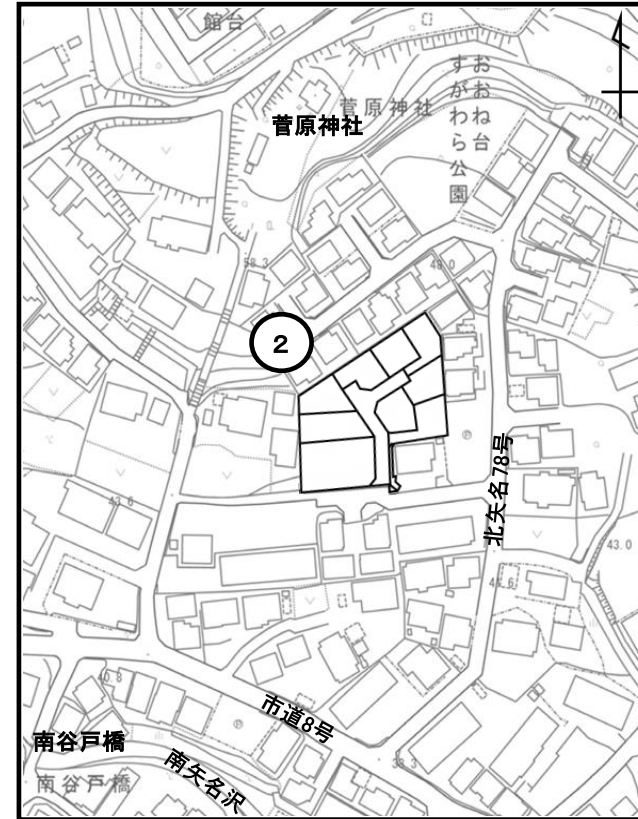 館台
菅原神社
菅原神社
おおね台
すがわら公園
58.3
49.0
2
北矢名78号
43.6
43.0
市道8号
南谷戸橋
南谷戸橋
南矢名沢